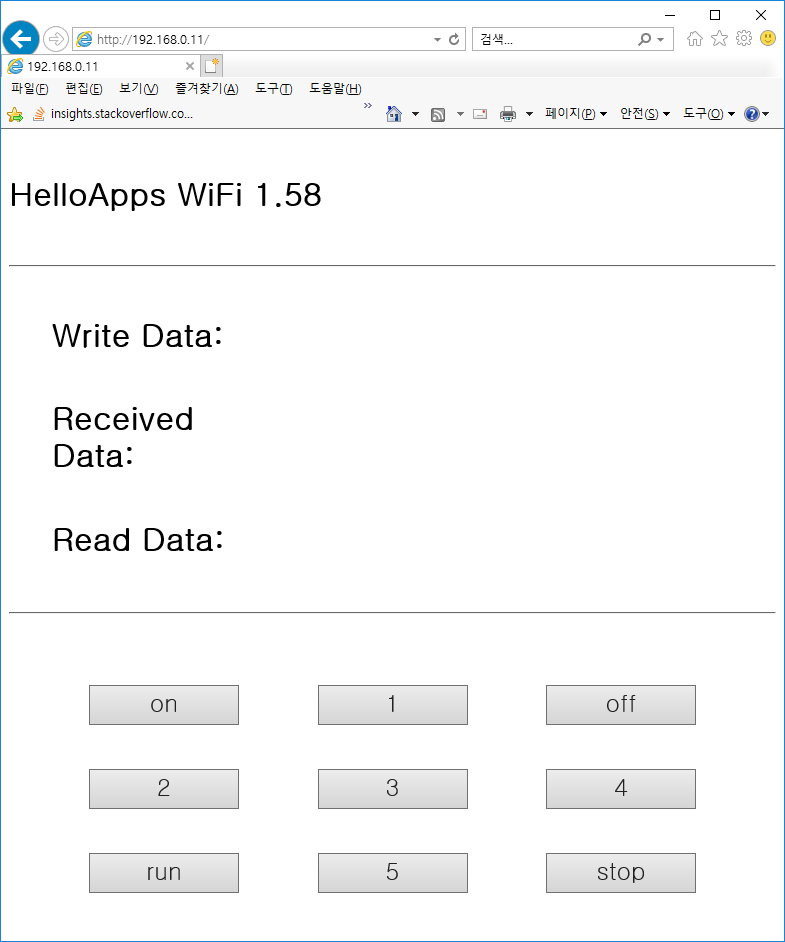 http://192.168.0.11/
검색...
192.168.0.11
파일(F) 편집(E) 보기(V) 즐겨찾기(A) 도구(T) 도움말(H)
insights.stackoverflow.co... » 페이지(P) 안전(S) 도구(O)
HelloApps WiFi 1.58
Write Data:
Received
Data:
Read Data:
on 1 off
2 3 4
run 5 stop